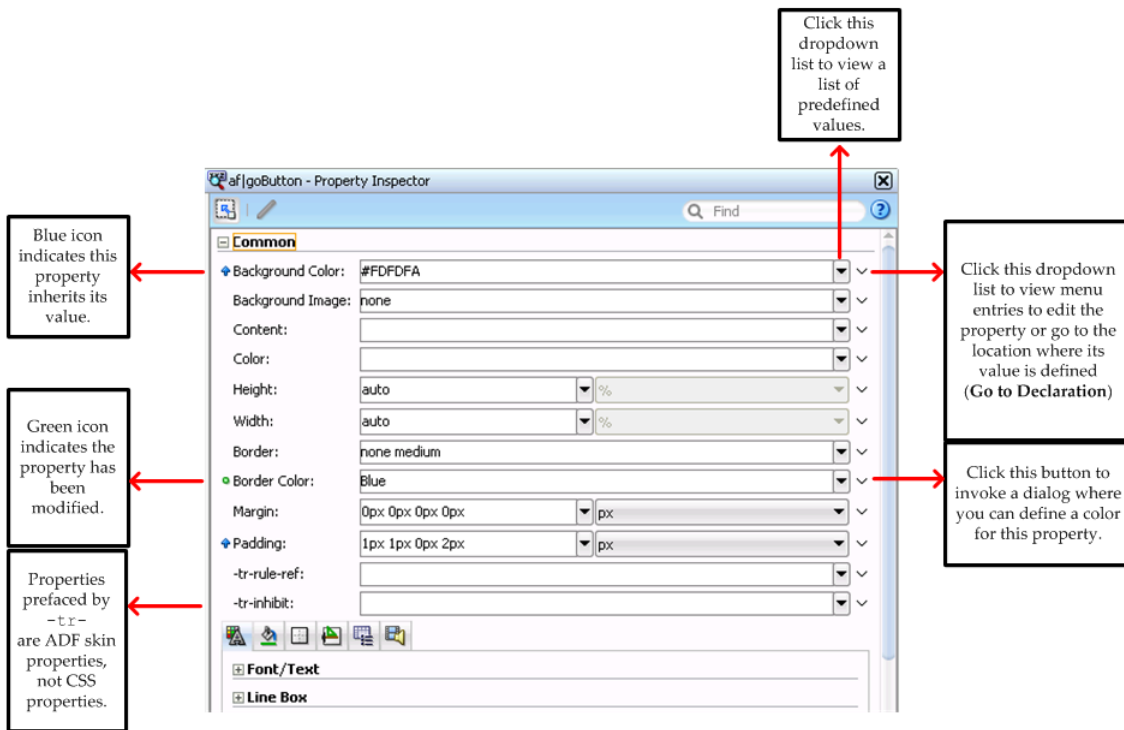 Click this
dropdown
list to view a
list of
predefined
values.
af|goButton - Property Inspector
Find
?
Blue icon
indicates this
property
inherits its
value.
Common
Background Color: #FDFDFA
Background Image: none
Content:
Color:
Height: auto %
Width: auto %
Border: none medium
Border Color: Blue
Margin: 0px 0px 0px 0px px
Padding: 1px 1px 0px 2px px
-tr-rule-ref:
-tr-inhibit:
Font/Text
Line Box
Click this dropdown
list to view menu
entries to edit the
property or go to the
location where its
value is defined
(Go to Declaration)
Green icon
indicates the
property has
been
modified.
Click this button to
invoke a dialog where
you can define a color
for this property.
Properties
prefaced by
-tr-
are ADF skin
properties,
not CSS
properties.